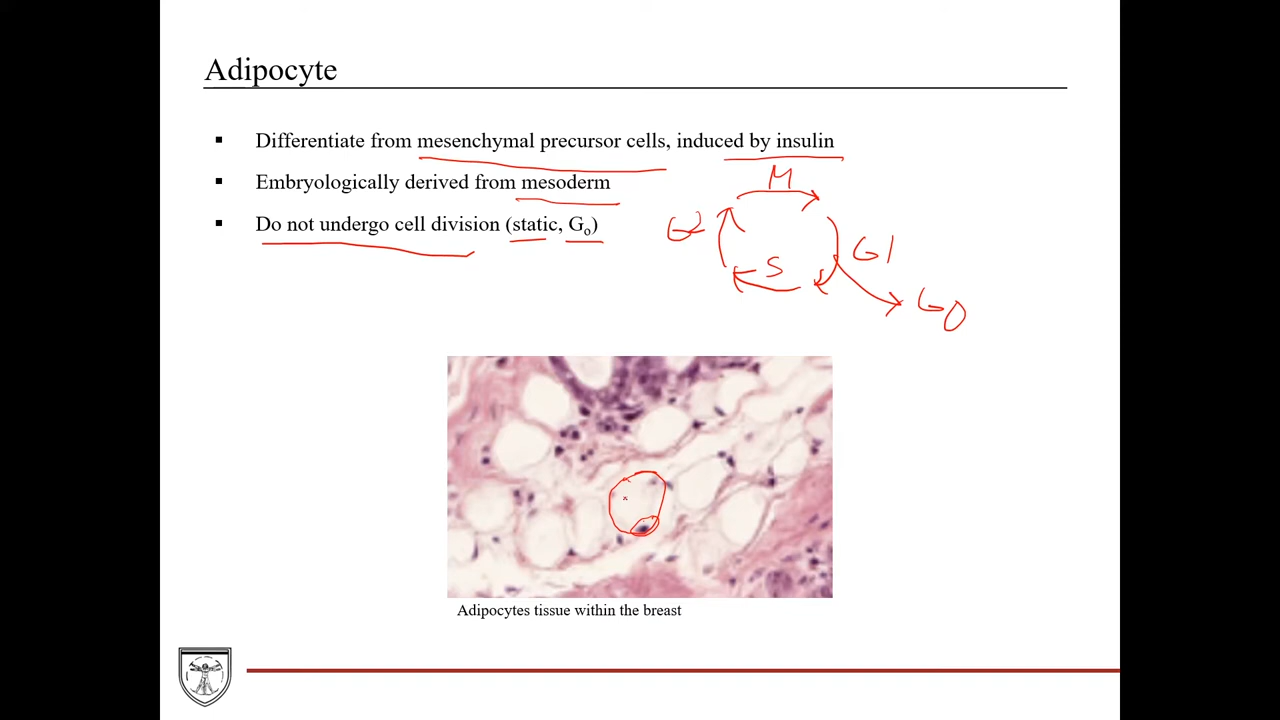 Adipocyte
▪ Differentiate from mesenchymal precursor cells, induced by insulin
▪ Embryologically derived from mesoderm
▪ Do not undergo cell division (static, G₀)
M
G2
G1
S
G0
Adipocytes tissue within the breast